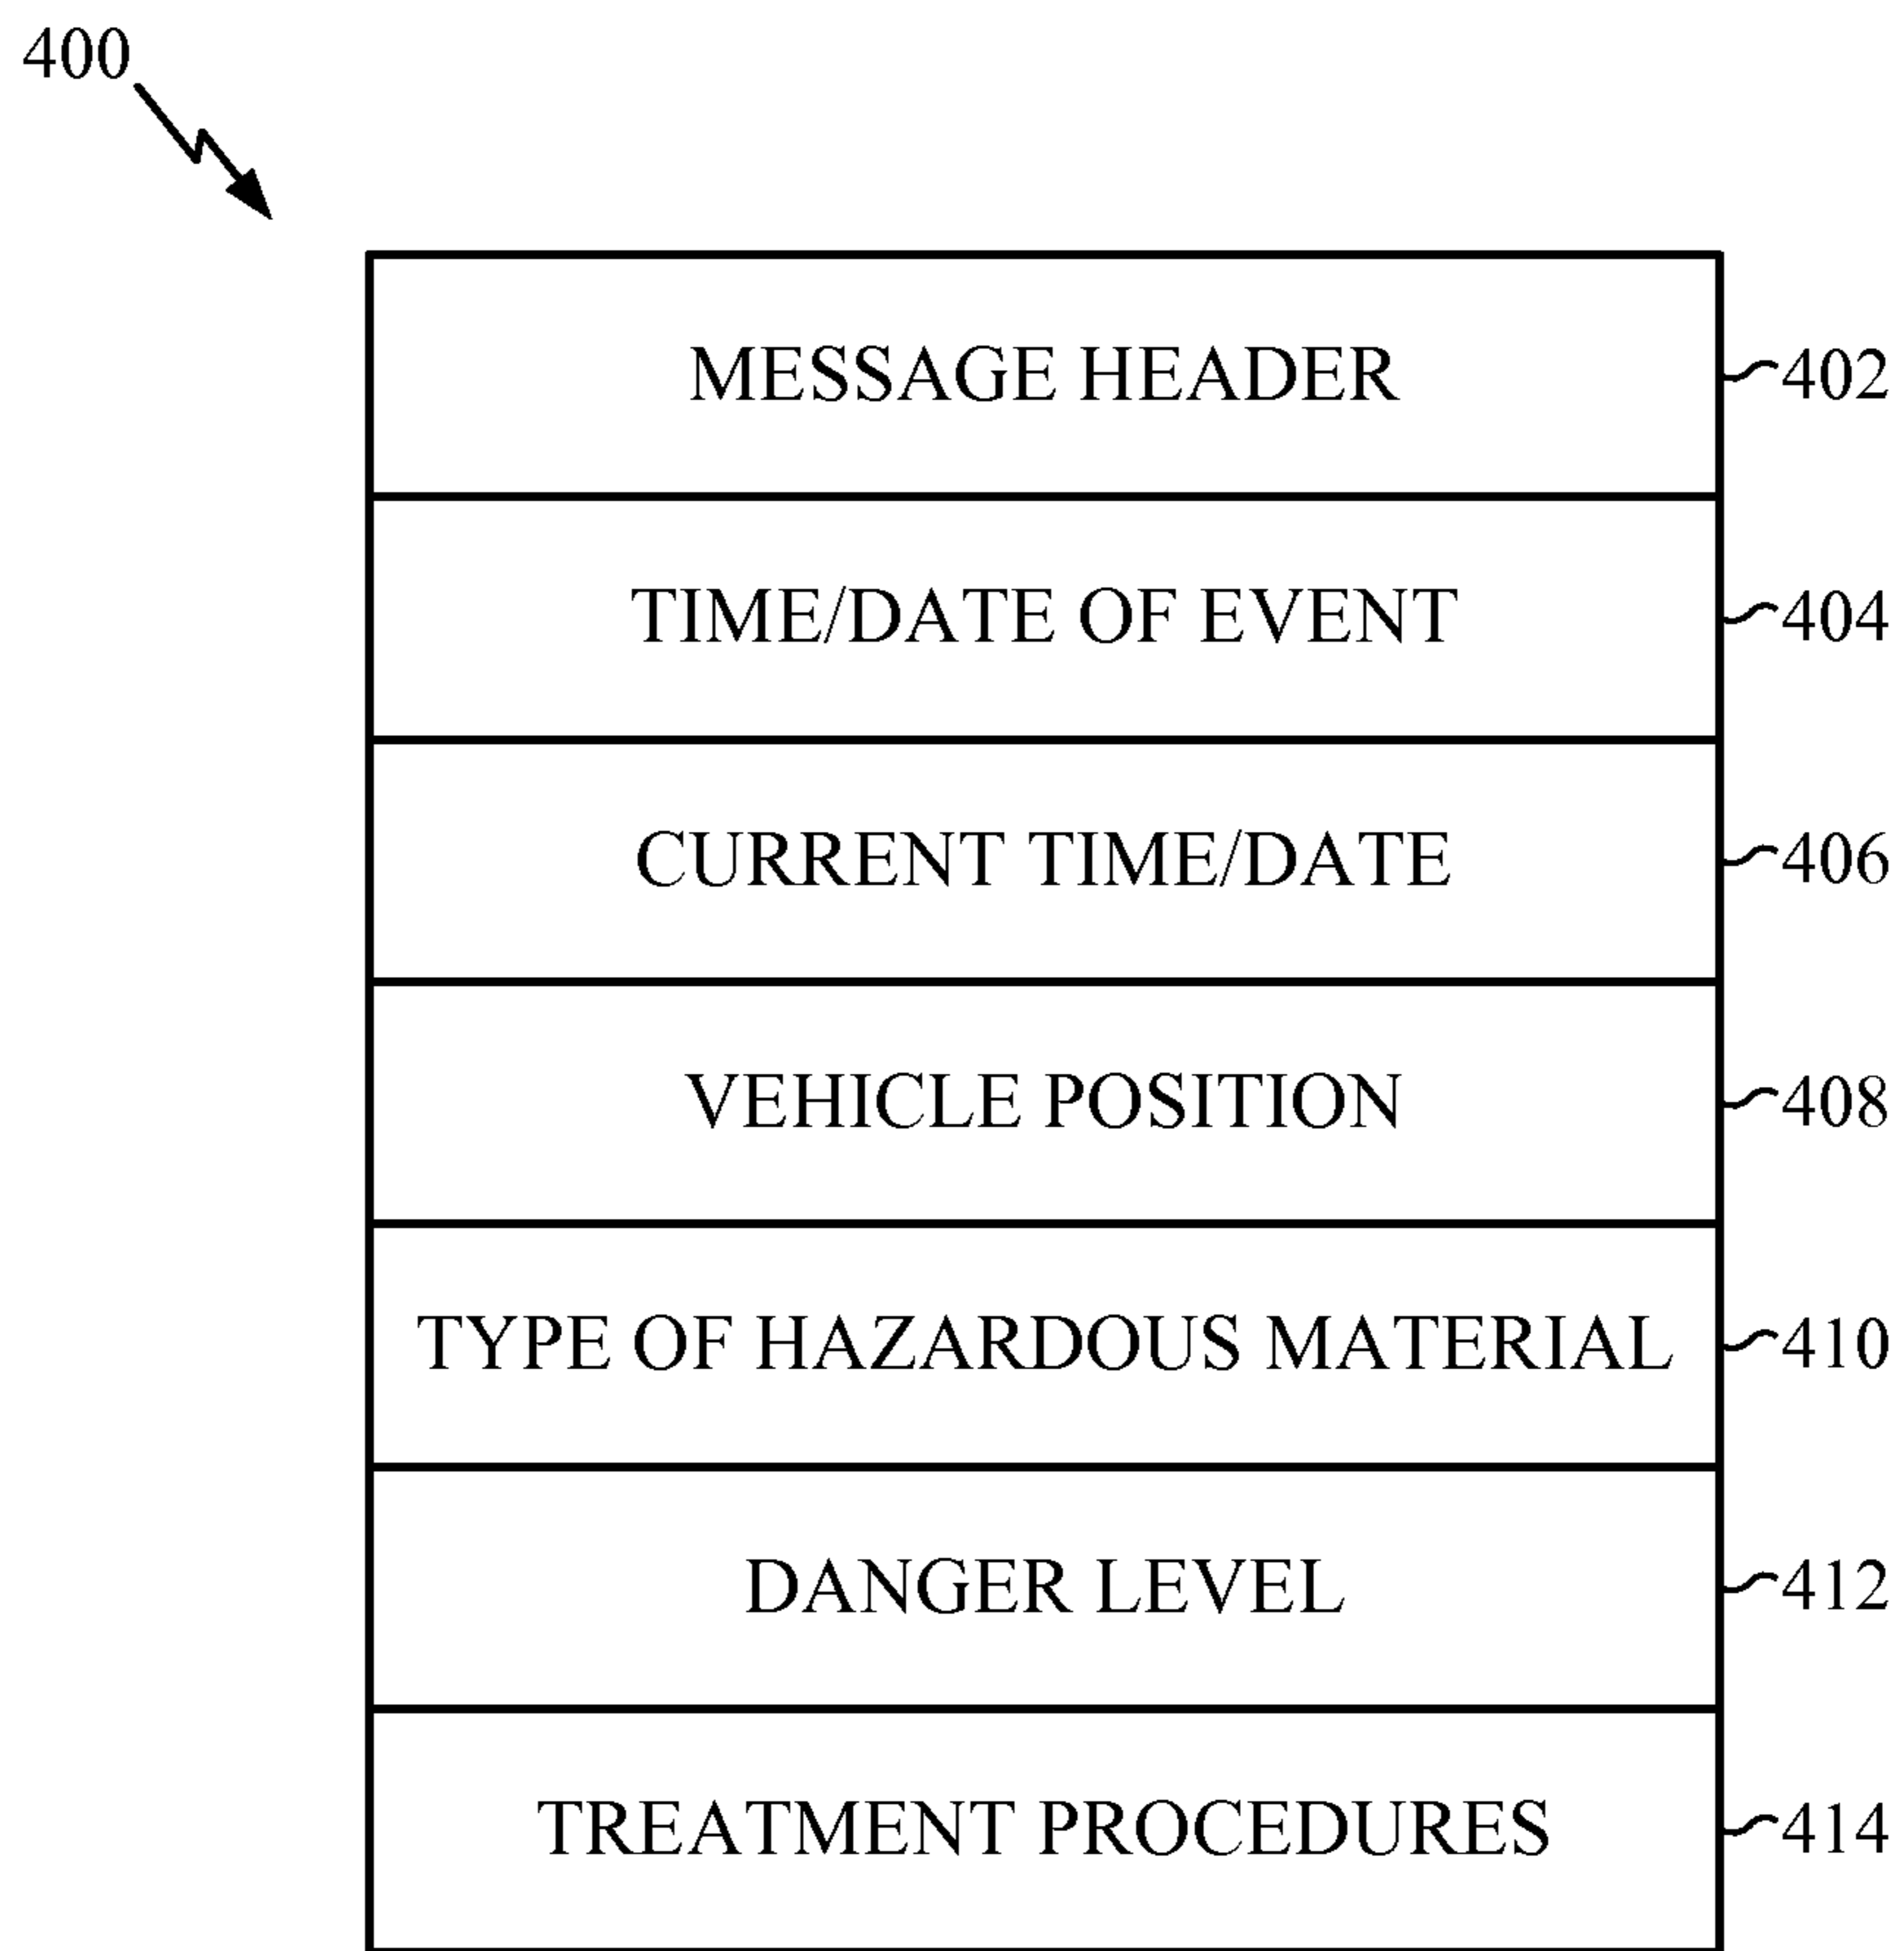 400
MESSAGE HEADER 402
TIME/DATE OF EVENT 404
CURRENT TIME/DATE 406
VEHICLE POSITION 408
TYPE OF HAZARDOUS MATERIAL 410
DANGER LEVEL 412
TREATMENT PROCEDURES 414